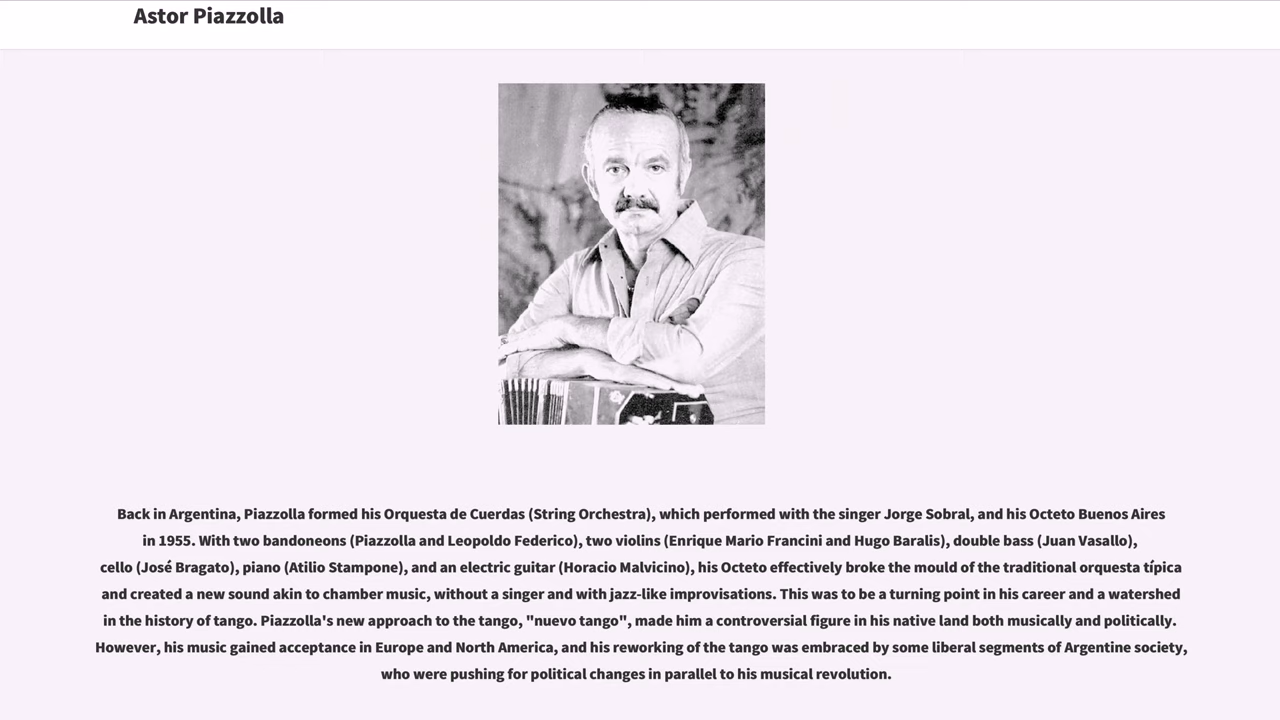 Astor Piazzolla
Back in Argentina, Piazzolla formed his Orquesta de Cuerdas (String Orchestra), which performed with the singer Jorge Sobral, and his Octeto Buenos Aires
in 1955. With two bandoneons (Piazzolla and Leopoldo Federico), two violins (Enrique Mario Francini and Hugo Baralis), double bass (Juan Vasallo),
cello (José Bragato), piano (Atilio Stampone), and an electric guitar (Horacio Malvicino), his Octeto effectively broke the mould of the traditional orquesta típica
and created a new sound akin to chamber music, without a singer and with jazz-like improvisations. This was to be a turning point in his career and a watershed
in the history of tango. Piazzolla's new approach to the tango, "nuevo tango", made him a controversial figure in his native land both musically and politically.
However, his music gained acceptance in Europe and North America, and his reworking of the tango was embraced by some liberal segments of Argentine society,
who were pushing for political changes in parallel to his musical revolution.